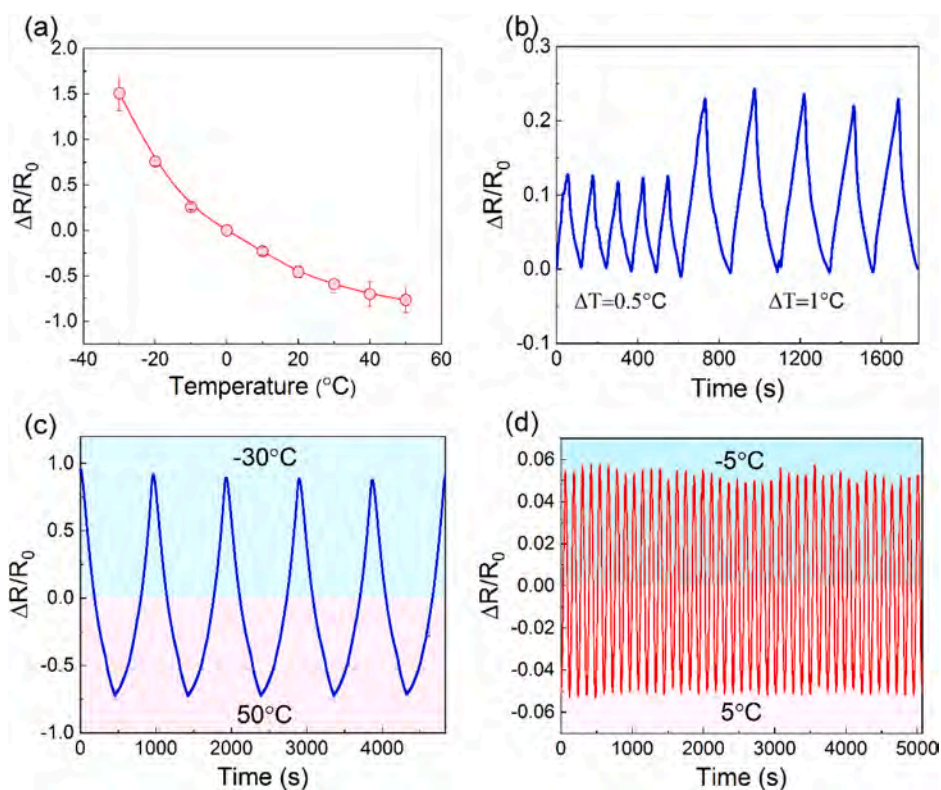 (a)
2.0
1.5
1.0
0.5
0.0
-0.5
-1.0
ΔR/R0
-40 -20 0 20 40 60
Temperature (°C)
(b)
0.3
0.2
0.1
0.0
-0.1
ΔR/R0
ΔT=0.5°C ΔT=1°C
0 400 800 1200 1600
Time (s)
(c)
1.0
0.5
0.0
-0.5
-1.0
ΔR/R0
-30°C
50°C
0 1000 2000 3000 4000
Time (s)
(d)
0.06
0.04
0.02
0.00
-0.02
-0.04
-0.06
ΔR/R0
-5°C
5°C
0 1000 2000 3000 4000 5000
Time (s)